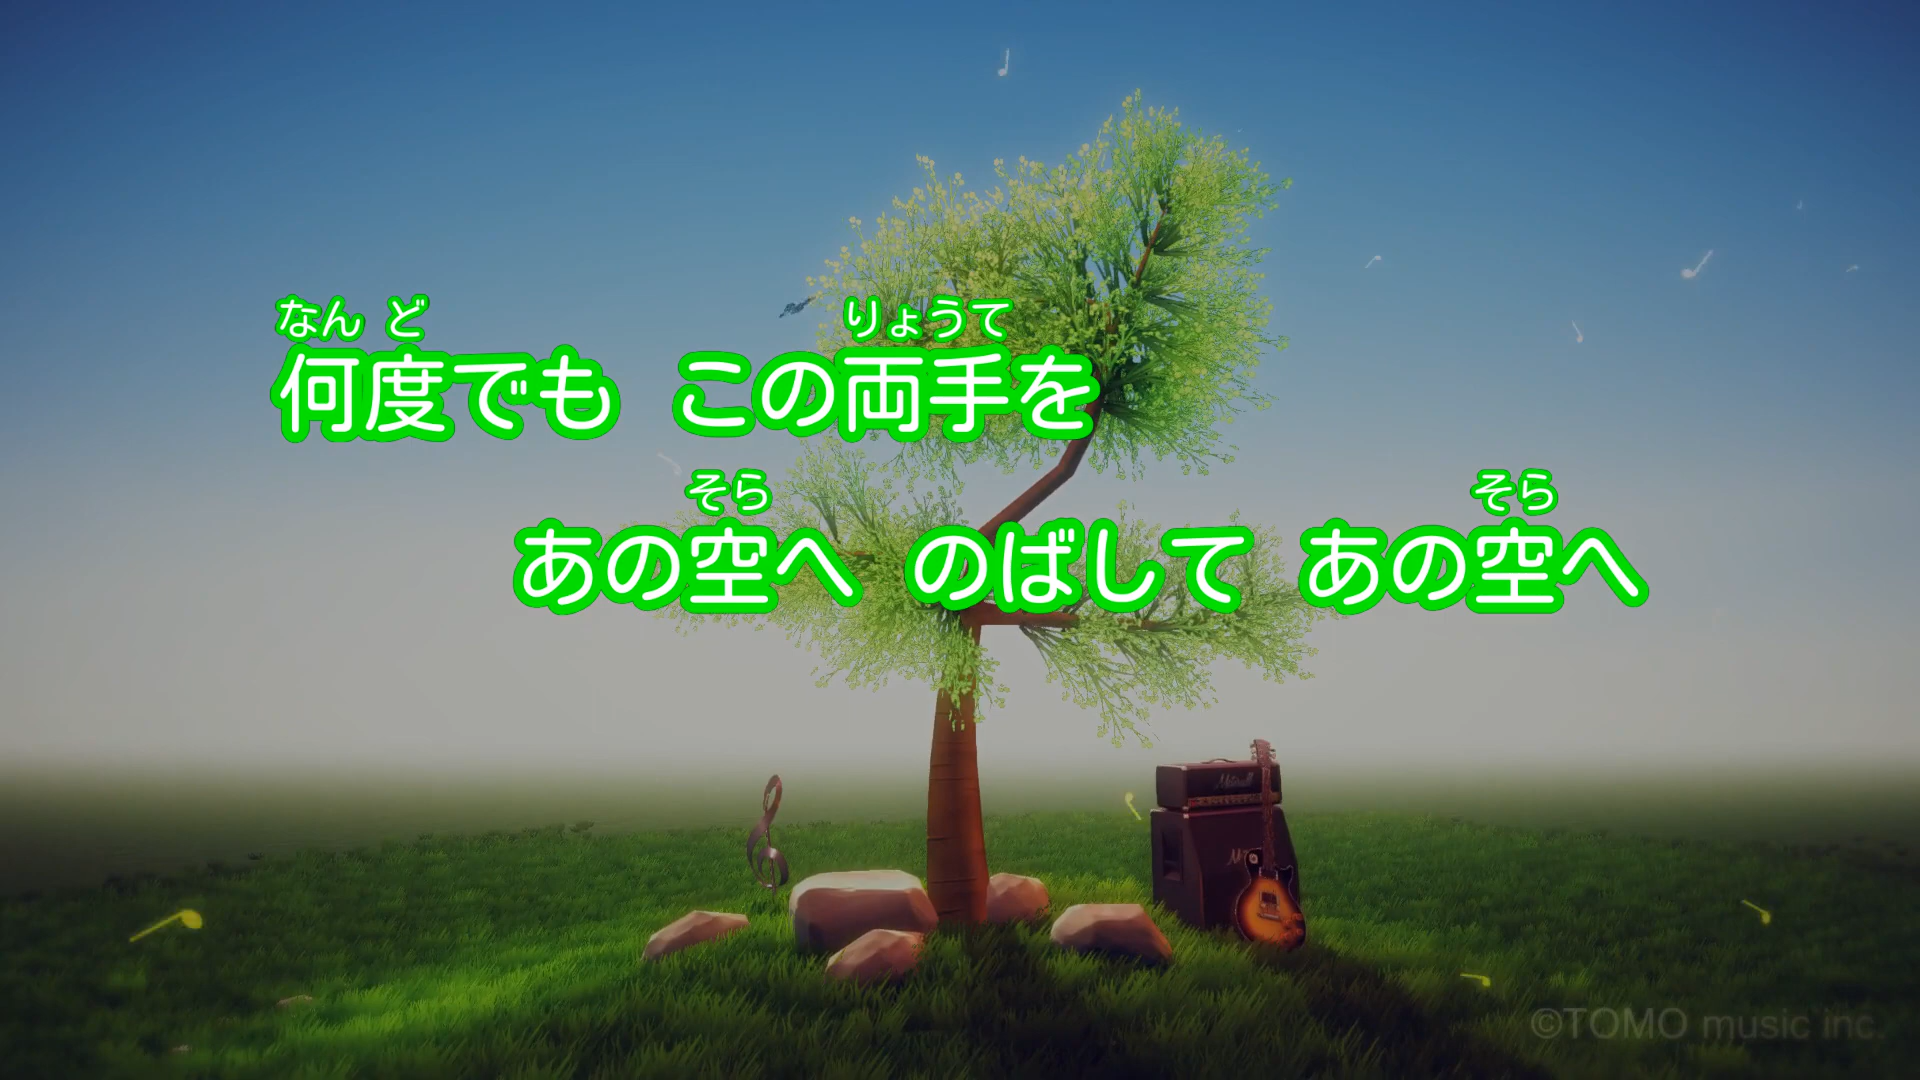 なん ど りょうて
何度でも この両手を
そら そら
あの空へ のばして あの空へ
Marshall
©TOMO music inc.